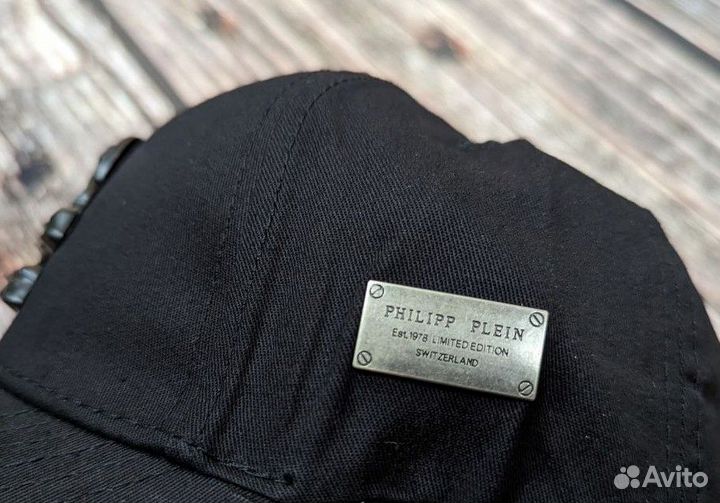 PHILIPP PLEIN
Est.1978 LIMITED EDITION
SWITZERLAND
Avito